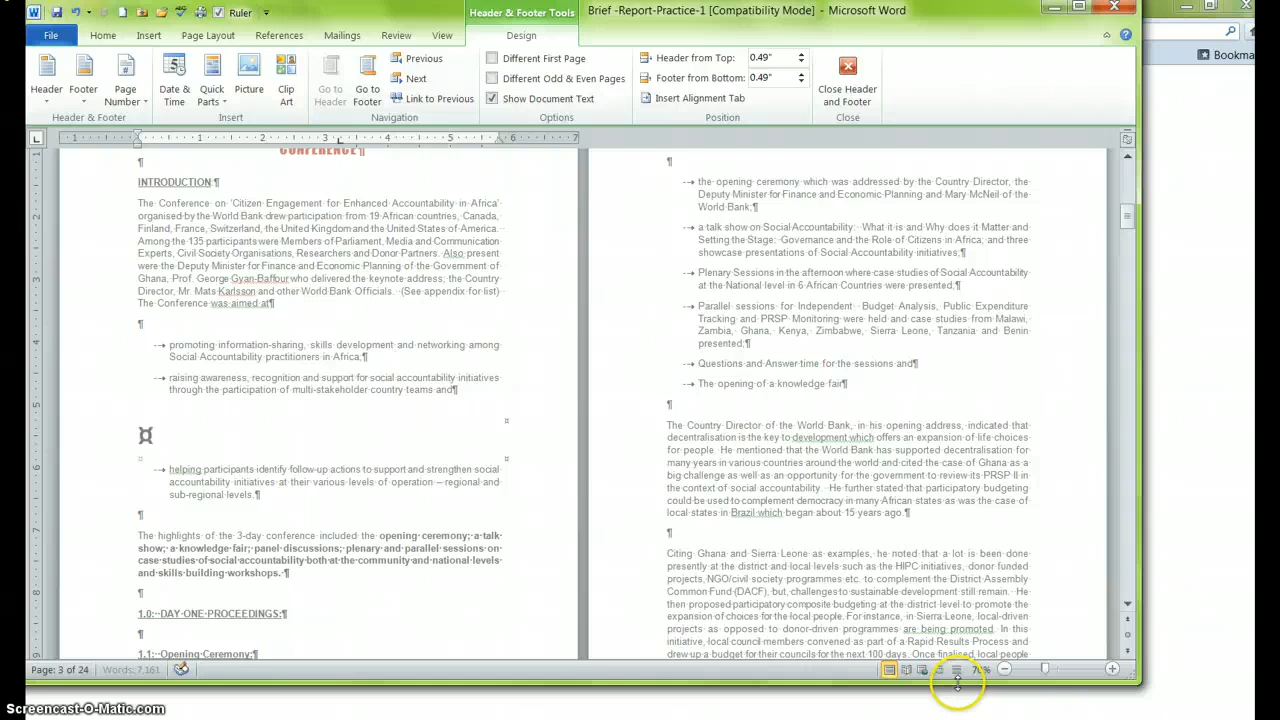 Ruler
Header & Footer Tools
Brief -Report-Practice-1 [Compatibility Mode] - Microsoft Word
File Home Insert Page Layout References Mailings Review View Design
Bookma
Header
Footer
Page Number
Header & Footer
Date & Time
Quick Parts
Picture
Clip Art
Insert
Go to Header
Go to Footer
Previous
Next
Link to Previous
Navigation
Different First Page
Different Odd & Even Pages
Show Document Text
Options
Header from Top: 0.49"
Footer from Bottom: 0.49"
Insert Alignment Tab
Position
Close Header and Footer
Close
1 1 2 3 4 5 6 7
CONFERENCE¶
¶
INTRODUCTION¶
The Conference on 'Citizen Engagement for Enhanced Accountability in Africa'
organised by the World Bank drew participation from 19 African countries, Canada,
Finland, France, Switzerland, the United Kingdom and the United States of America.
Among the 135 participants were Members of Parliament, Media and Communication
Experts, Civil Society Organisations, Researchers and Donor Partners. Also present
were the Deputy Minister for Finance and Economic Planning of the Government of
Ghana, Prof. George Gyan-Baffour who delivered the keynote address; the Country
Director, Mr. Mats Karlsson and other World Bank Officials. (See appendix for list)
The Conference was aimed at¶
¶
promoting information-sharing, skills development and networking among
Social Accountability practitioners in Africa;¶
raising awareness, recognition and support for social accountability initiatives
through the participation of multi-stakeholder country teams and¶
helping participants identify follow-up actions to support and strengthen social
accountability initiatives at their various levels of operation – regional and
sub-regional levels.¶
¶
The highlights of the 3-day conference included the opening ceremony; a talk
show; a knowledge fair; panel discussions; plenary and parallel sessions on
case studies of social accountability both at the community and national levels
and skills building workshops. ¶
¶
1.0: DAY ONE PROCEEDINGS;¶
¶
1.1: Opening Ceremony;¶
¶
the opening ceremony which was addressed by the Country Director, the
Deputy Minister for Finance and Economic Planning and Mary McNeil of the
World Bank;¶
a talk show on Social Accountability: What it is and Why does it Matter and
Setting the Stage: Governance and the Role of Citizens in Africa, and three
showcase presentations of Social Accountability initiatives;¶
Plenary Sessions in the afternoon where case studies of Social Accountability
at the National level in 6 African Countries were presented;¶
Parallel sessions for Independent Budget Analysis, Public Expenditure
Tracking and PRSP Monitoring were held and case studies from Malawi,
Zambia, Ghana, Kenya, Zimbabwe, Sierra Leone, Tanzania and Benin
presented;¶
Questions and Answer time for the sessions and¶
The opening of a knowledge fair¶
¶
The Country Director of the World Bank, in his opening address, indicated that
decentralisation is the key to development which offers an expansion of life choices
for people. He mentioned that the World Bank has supported decentralisation for
many years in various countries around the world and cited the case of Ghana as a
big challenge as well as an opportunity for the government to review its PRSP II in
the context of social accountability. He further stated that participatory budgeting
could be used to complement democracy in many African states as was the case of
local states in Brazil which began about 15 years ago.¶
¶
Citing Ghana and Sierra Leone as examples, he noted that a lot is been done
presently at the district and local levels such as the HIPC initiatives, donor funded
projects, NGO/civil society programmes etc. to complement the District Assembly
Common Fund (DACF), but, challenges to sustainable development still remain. He
then proposed participatory composite budgeting at the district level to promote the
expansion of choices for the local people. For instance, in Sierra Leone, local-driven
projects as opposed to donor-driven programmes are being promoted. In this
initiative, local council members convened as part of a Rapid Results Process and
drew up a budget for their councils for the next 100 days. Once finalised, local people
Page: 3 of 24 Words: 7,161
Screencast-O-Matic.com